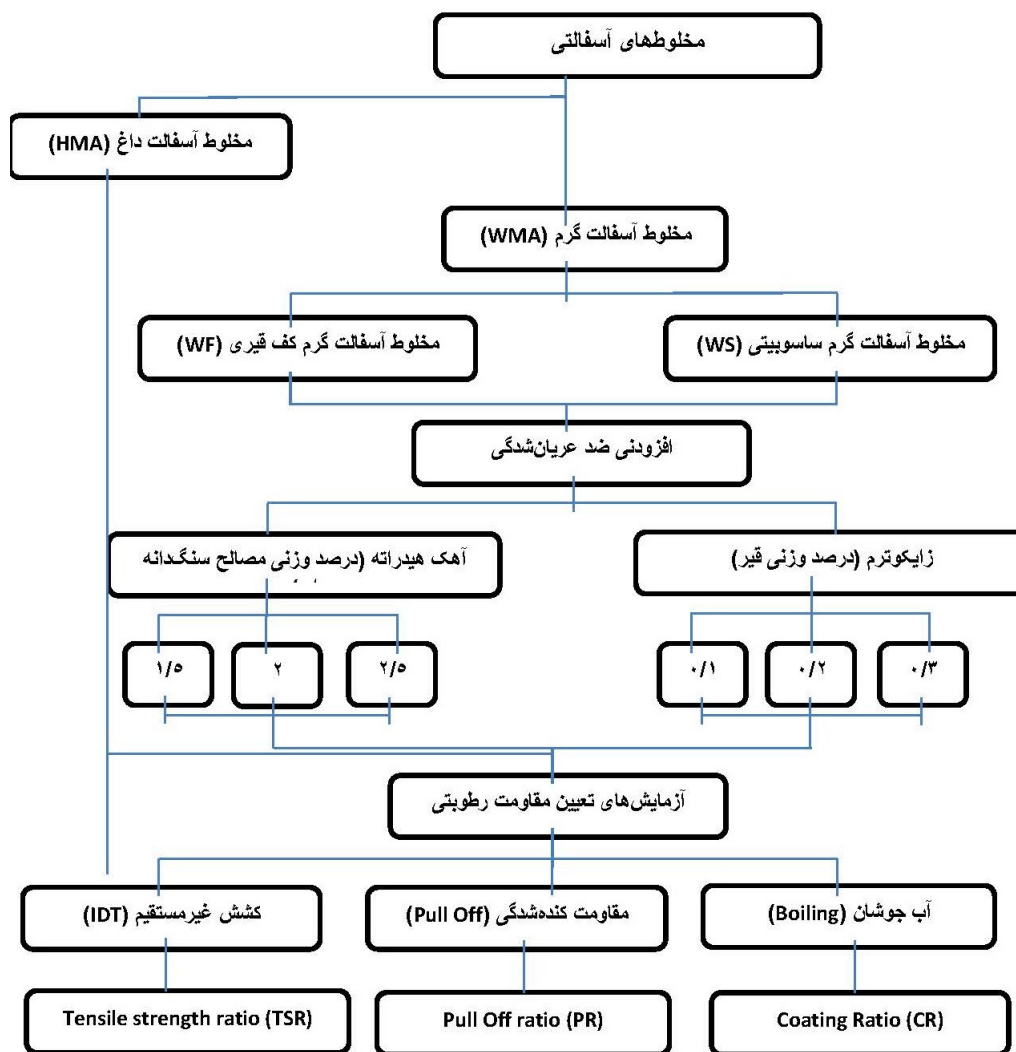 مخلوط‌های آسفالتی
مخلوط آسفالت داغ (HMA)
مخلوط آسفالت گرم (WMA)
مخلوط آسفالت گرم کف قیری (WF)
مخلوط آسفالت گرم ساسوبیتی (WS)
افزودنی ضد عریان‌شدگی
آهک هیدراته (درصد وزنی مصالح سنگدانه
زایکوترم (درصد وزنی قیر)
۱/۵
۲
۲/۵
۰/۱
۰/۲
۰/۳
آزمایش‌های تعیین مقاومت رطوبتی
کشش غیرمستقیم (IDT)
مقاومت کنده‌شدگی (Pull Off)
آب جوشان (Boiling)
Tensile strength ratio (TSR)
Pull Off ratio (PR)
Coating Ratio (CR)